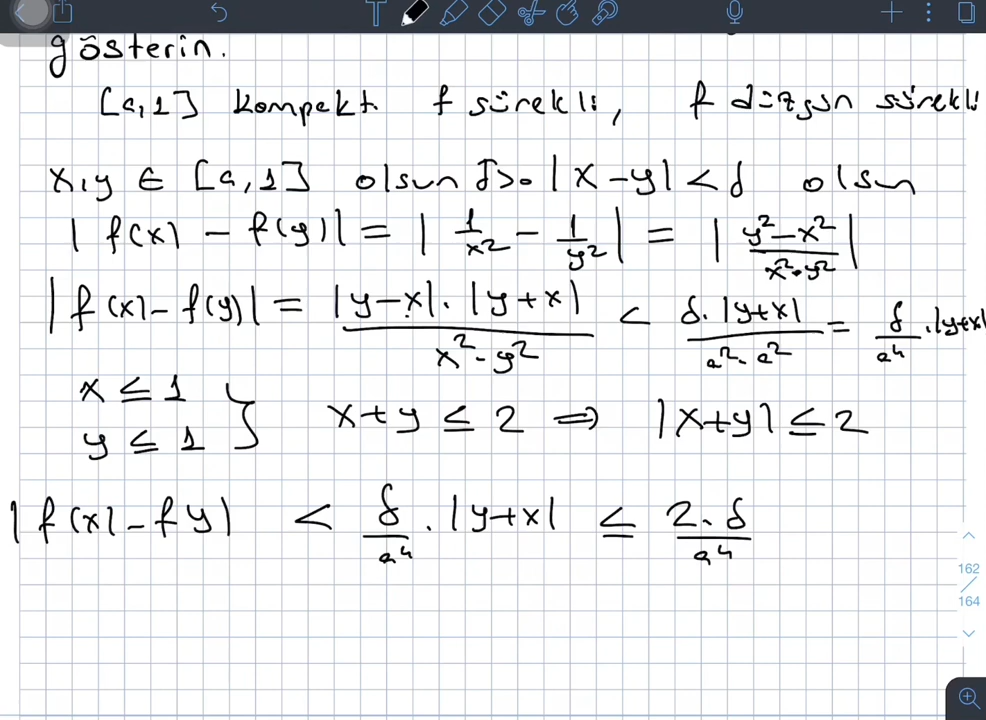 gösterin.
[a,1] kompakt f sürekli, f düzgün sürekli
x,y ∈ [a,1] olsun δ>0 |x-y|<δ olsun
|f(x) - f(y)| = |1/x² - 1/y²| = |(y²-x²)/(x²·y²)|
|f(x) - f(y)| = |y-x|·|y+x| / x²·y² < δ·|y+x| / a²·a² = δ/a⁴ ·|y+x|
x ≤ 1
y ≤ 1 } x+y ≤ 2 ⟹ |x+y| ≤ 2
|f(x) - fy| < δ/a⁴ · |y+x| ≤ 2·δ/a⁴
162
164